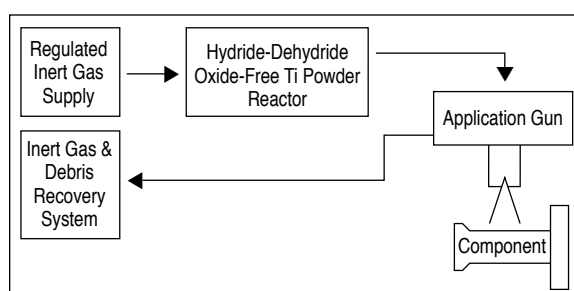 Regulated
Inert Gas
Supply
Hydride-Dehydride
Oxide-Free Ti Powder
Reactor
Application Gun
Inert Gas &
Debris
Recovery
System
Component